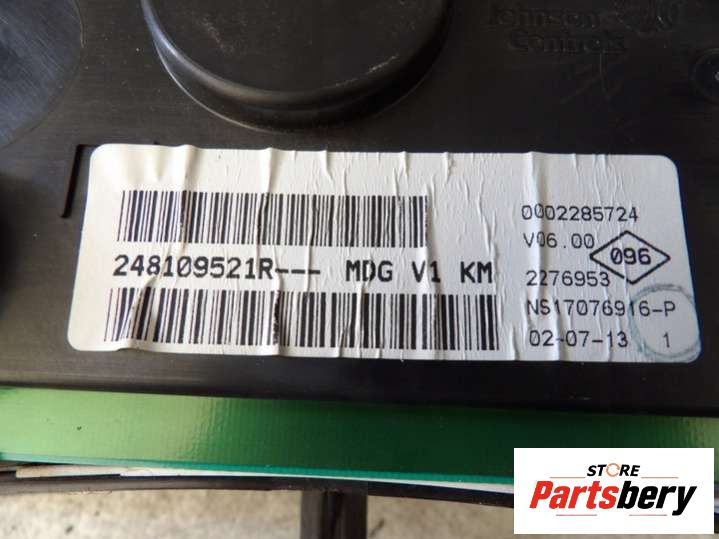 Johnson
Controls
0002285724
V06.00
096
248109521R--- MDG V1 KM
2276953
NS17076916-P
02-07-13 1
STORE
Partsbery